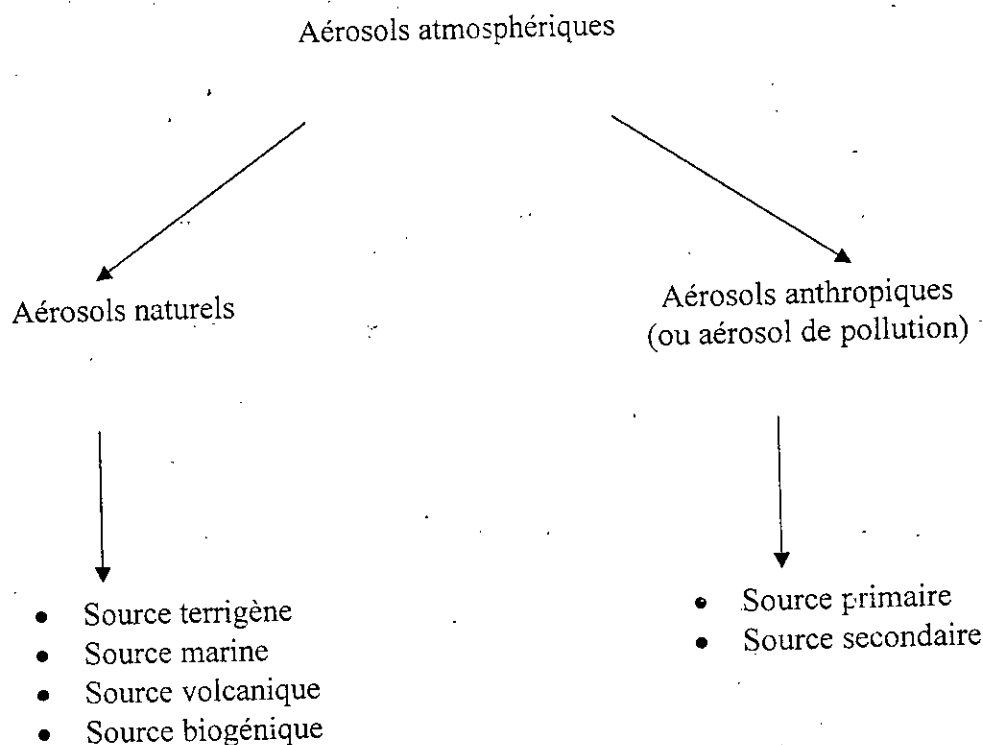 Aérosols atmosphériques
Aérosols naturels
Aérosols anthropiques
(ou aérosol de pollution)
• Source terrigène
• Source marine
• Source volcanique
• Source biogénique
• Source primaire
• Source secondaire